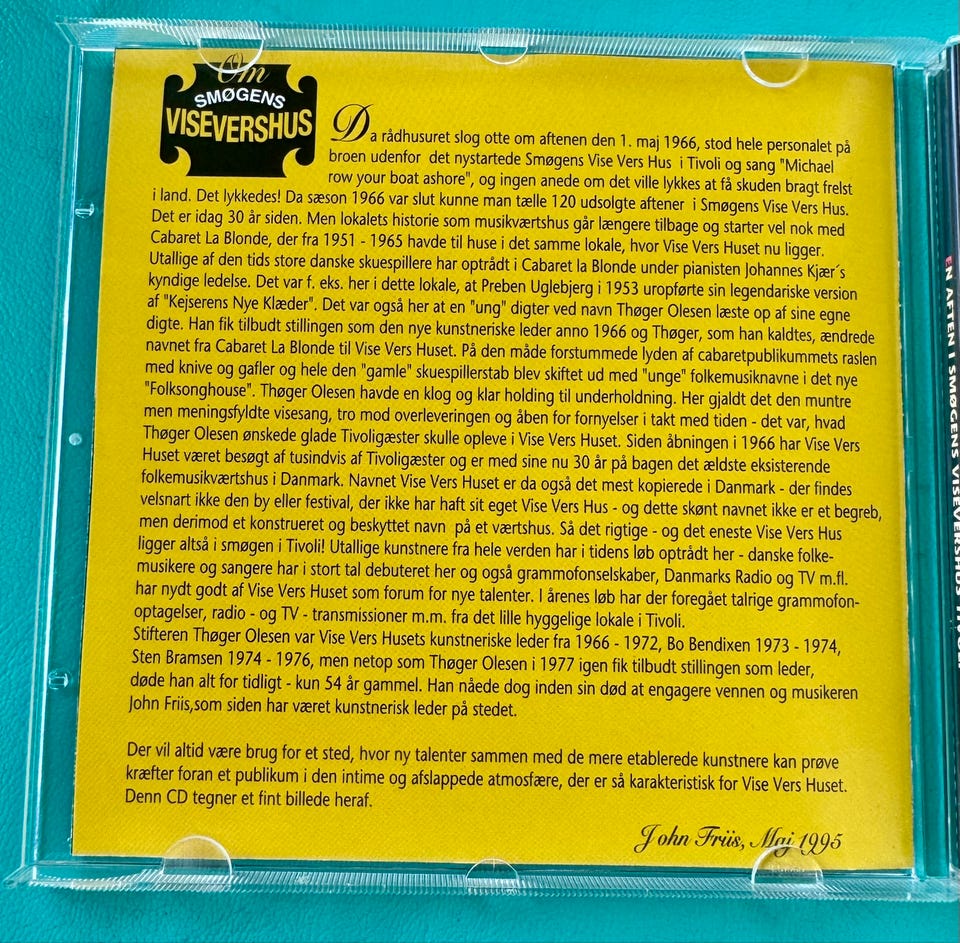 Om
SMØGENS
VISEVERSHUS
Da rådhusuret slog otte om aftenen den 1. maj 1966, stod hele personalet på
broen udenfor det nystartede Smøgens Vise Vers Hus i Tivoli og sang "Michael
row your boat ashore", og ingen anede om det ville lykkes at få skuden bragt frelst
i land. Det lykkedes! Da sæson 1966 var slut kunne man tælle 120 udsolgte aftener i Smøgens Vise Vers Hus.
Det er idag 30 år siden. Men lokalets historie som musikværtshus går længere tilbage og starter vel nok med
Cabaret La Blonde, der fra 1951 - 1965 havde til huse i det samme lokale, hvor Vise Vers Huset nu ligger.
Utallige af den tids store danske skuespillere har optrådt i Cabaret la Blonde under pianisten Johannes Kjær´s
kyndige ledelse. Det var f. eks. her i dette lokale, at Preben Uglebjerg i 1953 uropførte sin legendariske version
af "Kejserens Nye Klæder". Det var også her at en "ung" digter ved navn Thøger Olesen læste op af sine egne
digte. Han fik tilbudt stillingen som den nye kunstneriske leder anno 1966 og Thøger, som han kaldtes, ændrede
navnet fra Cabaret La Blonde til Vise Vers Huset. På den måde forstummede lyden af cabaretpublikummets raslen
med knive og gafler og hele den "gamle" skuespillerstab blev skiftet ud med "unge" folkemusiknavne i det nye
"Folksonghouse". Thøger Olesen havde en klog og klar holding til underholdning. Her gjaldt det den muntre
men meningsfyldte visesang, tro mod overleveringen og åben for fornyelser i takt med tiden - det var, hvad
Thøger Olesen ønskede glade Tivoligæster skulle opleve i Vise Vers Huset. Siden åbningen i 1966 har Vise Vers
Huset været besøgt af tusindvis af Tivoligæster og er med sine nu 30 år på bagen det ældste eksisterende
folkemusikværtshus i Danmark. Navnet Vise Vers Huset er da også det mest kopierede i Danmark - der findes
velsnart ikke den by eller festival, der ikke har haft sit eget Vise Vers Hus - og dette skønt navnet ikke er et begreb,
men derimod et konstrueret og beskyttet navn på et værtshus. Så det rigtige - og det eneste Vise Vers Hus
ligger altså i smøgen i Tivoli! Utallige kunstnere fra hele verden har i tidens løb optrådt her - danske folke-
musikere og sangere har i stort tal debuteret her og også grammofonselskaber, Danmarks Radio og TV m.fl.
har nydt godt af Vise Vers Huset som forum for nye talenter. I årenes løb har der foregået talrige grammofon-
optagelser, radio - og TV - transmissioner m.m. fra det lille hyggelige lokale i Tivoli.
Stifteren Thøger Olesen var Vise Vers Husets kunstneriske leder fra 1966 - 1972, Bo Bendixen 1973 - 1974,
Sten Bramsen 1974 - 1976, men netop som Thøger Olesen i 1977 igen fik tilbudt stillingen som leder,
døde han alt for tidligt - kun 54 år gammel. Han nåede dog inden sin død at engagere vennen og musikeren
John Friis,som siden har været kunstnerisk leder på stedet.
Der vil altid være brug for et sted, hvor ny talenter sammen med de mere etablerede kunstnere kan prøve
kræfter foran et publikum i den intime og afslappede atmosfære, der er så karakteristisk for Vise Vers Huset.
Denn CD tegner et fint billede heraf.
John Friis, Maj 1995
EN AFTEN I SMØGENS VISEVERSHUS